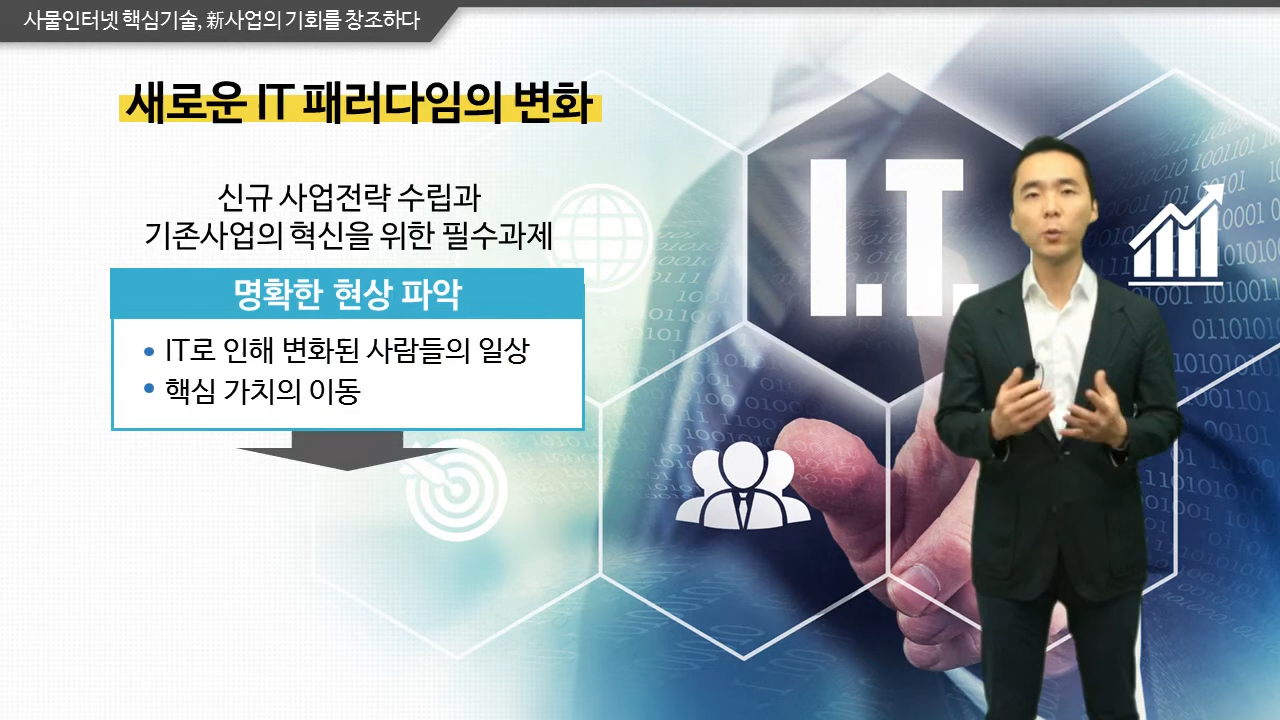 사물인터넷 핵심기술, 新사업의 기회를 창조하다
새로운 IT 패러다임의 변화
신규 사업전략 수립과
기존사업의 혁신을 위한 필수과제
명확한 현상 파악
• IT로 인해 변화된 사람들의 일상
• 핵심 가치의 이동
I.T.